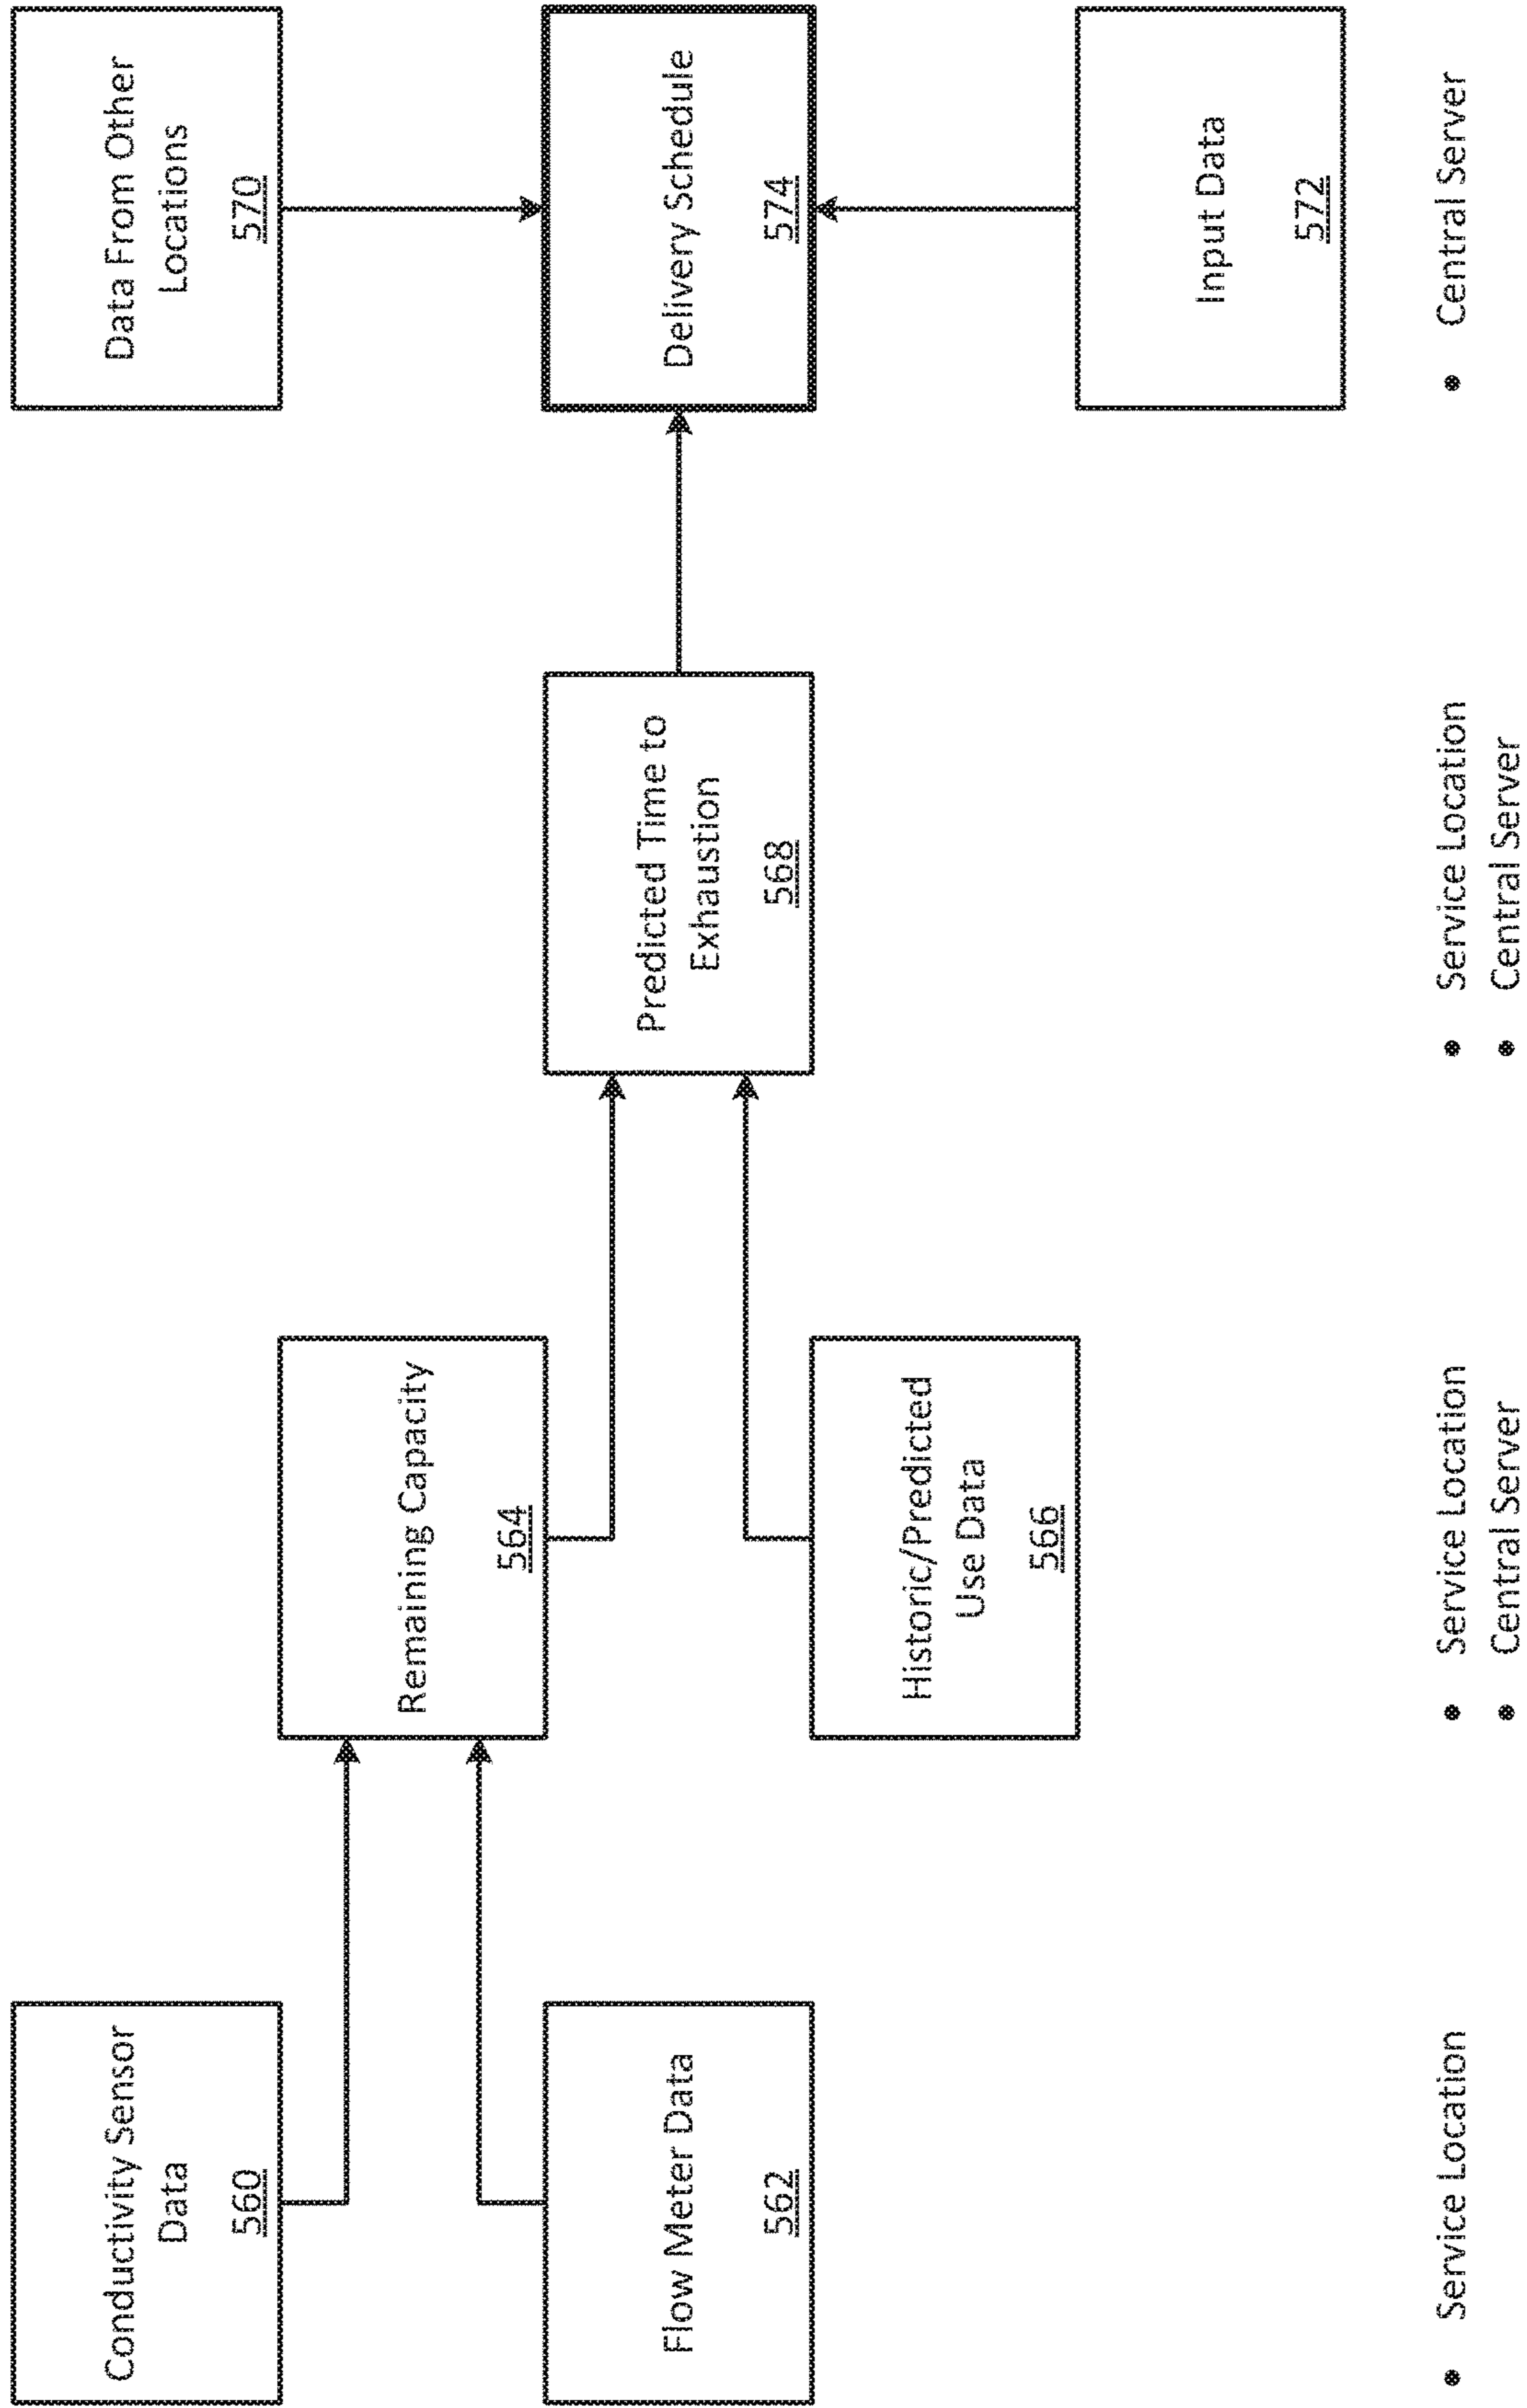 Conductivity Sensor
Data
560
Flow Meter Data
562
Remaining Capacity
564
Historic/Predicted
Use Data
566
Predicted Time to
Exhaustion
568
Data From Other
Locations
570
Delivery Schedule
574
Input Data
572
• Service Location
• Service Location
• Central Server
• Service Location
• Central Server
• Central Server